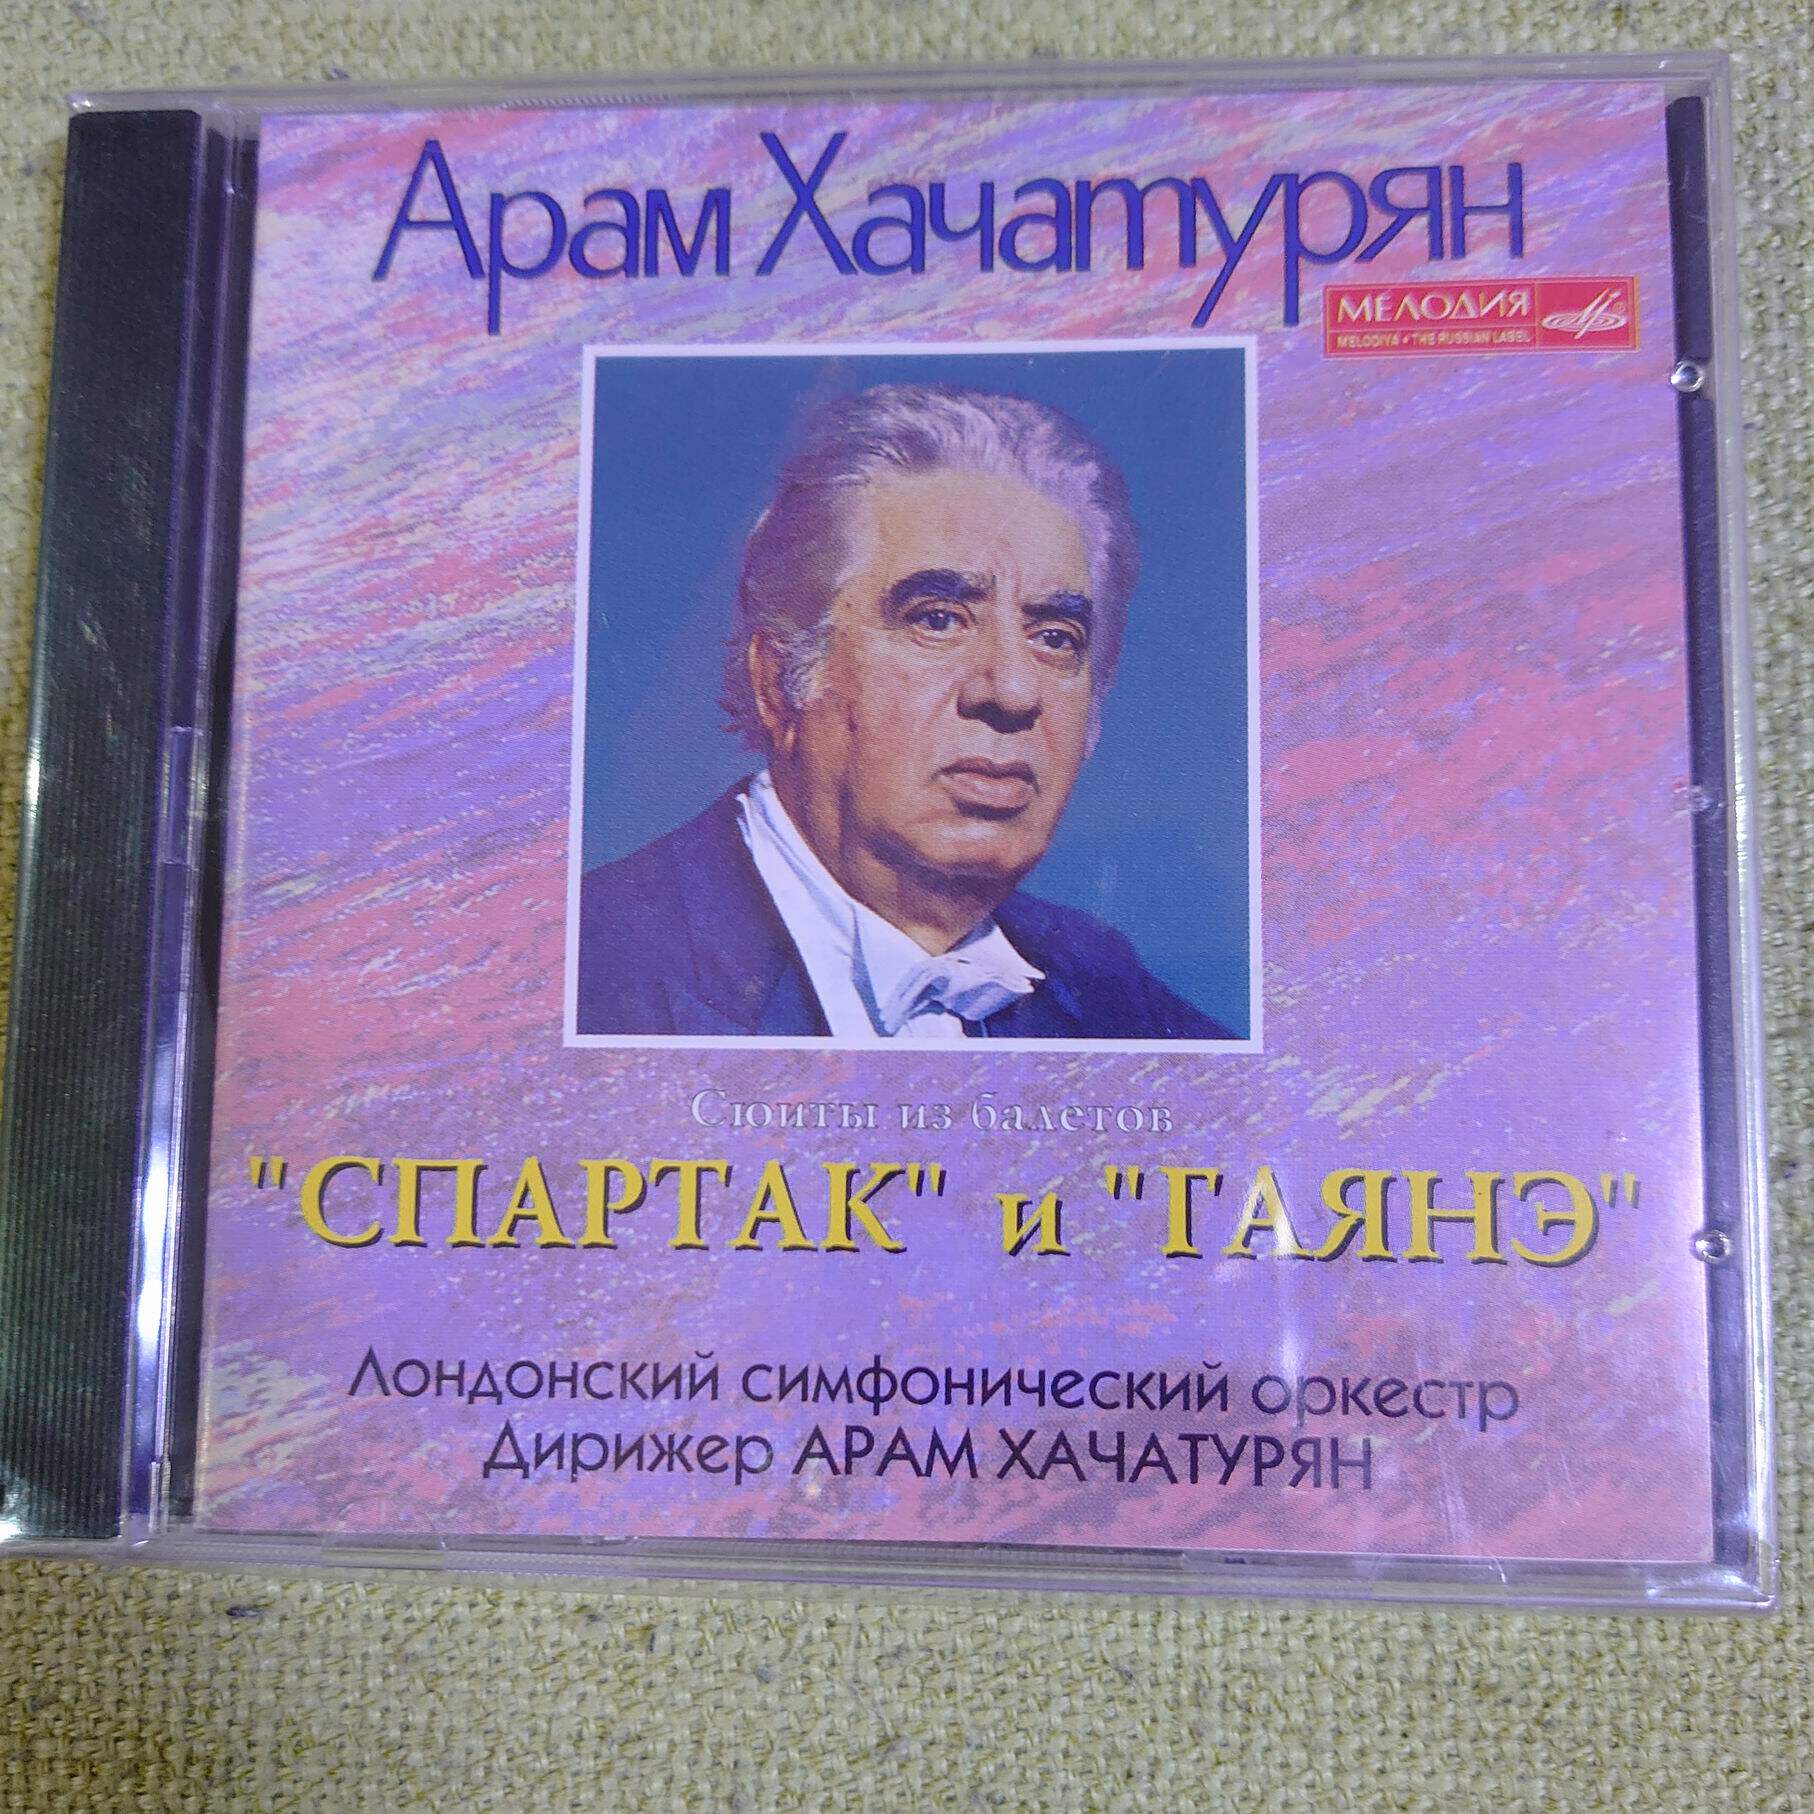 Арам Хачатурян
МЕЛОДИЯ
MELODIYA • THE RUSSIAN LABEL
Сюиты из балетов
"СПАРТАК" и "ГАЯНЭ"
Лондонский симфонический оркестр
Дирижер АРАМ ХАЧАТУРЯН